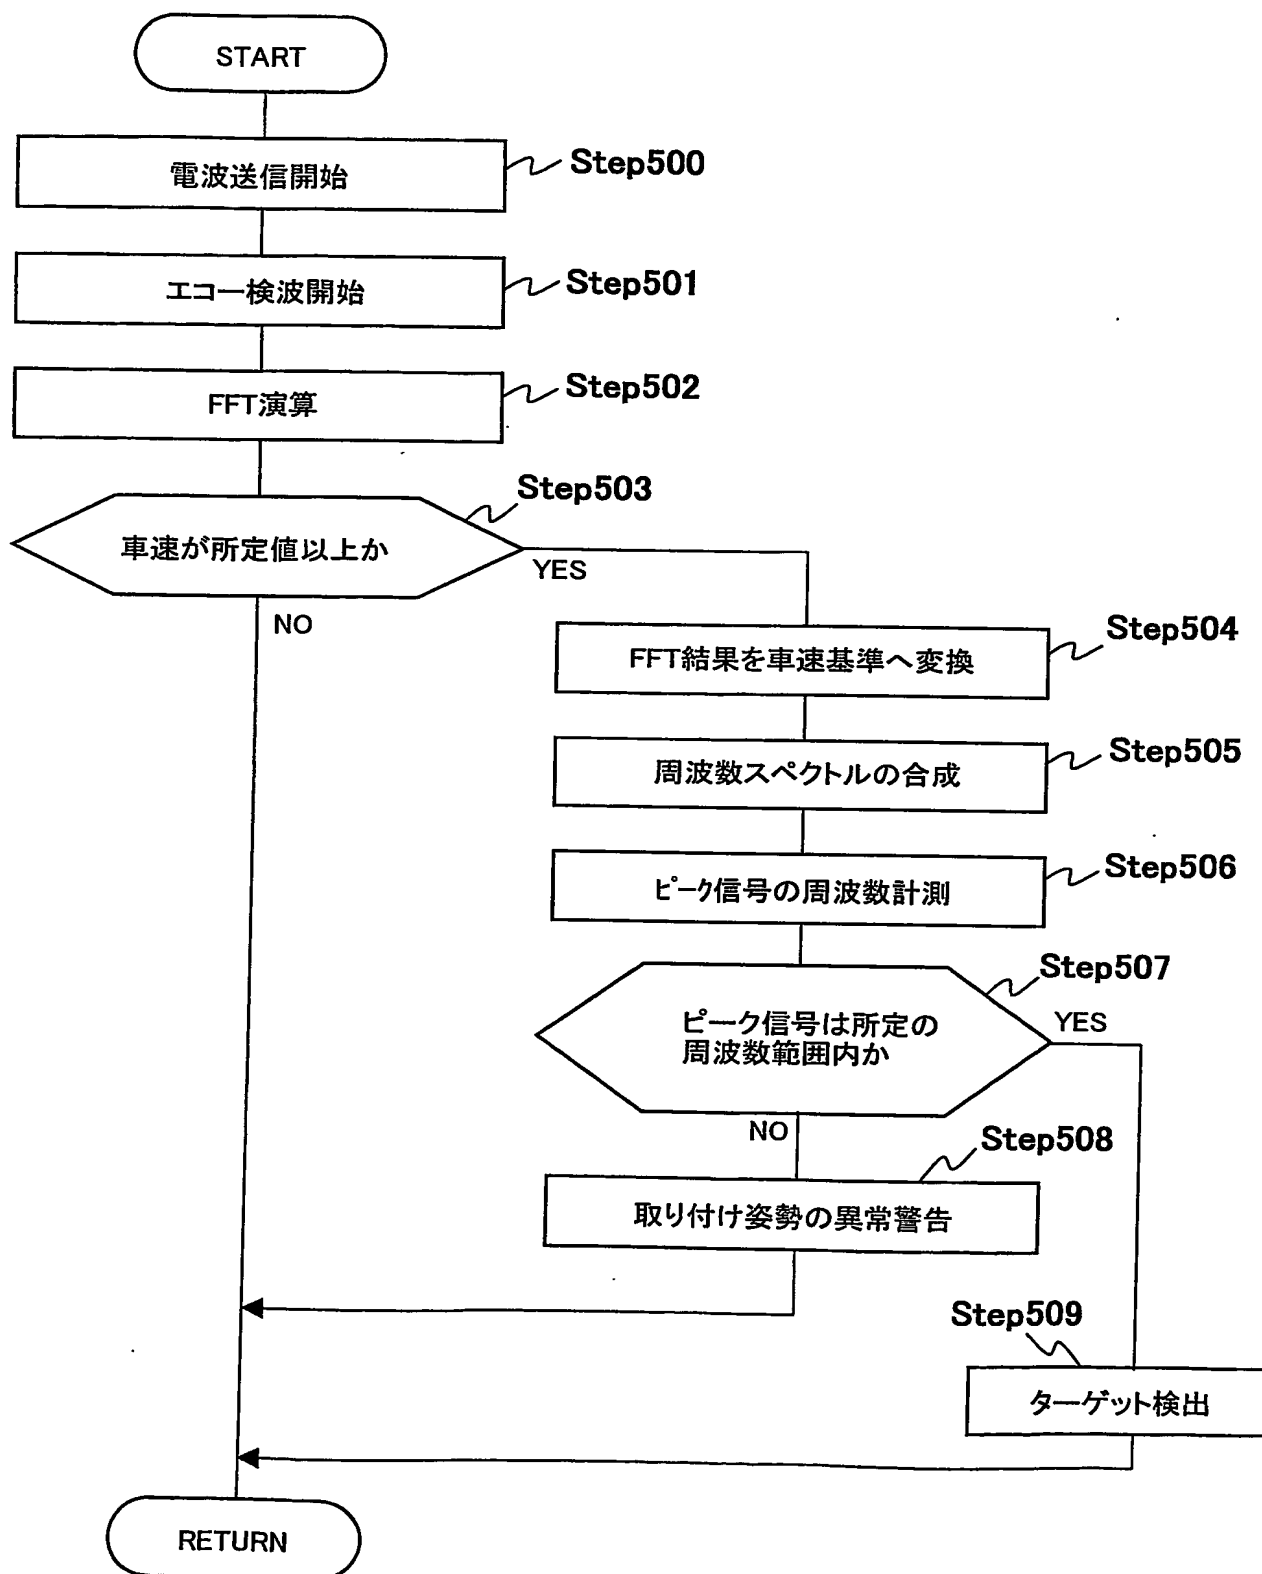 START
電波送信開始
Step500
エコー検波開始
Step501
FFT演算
Step502
車速が所定値以上か
Step503
YES
NO
FFT結果を車速基準へ変換
Step504
周波数スペクトルの合成
Step505
ピーク信号の周波数計測
Step506
ピーク信号は所定の
周波数範囲内か
Step507
YES
NO
取り付け姿勢の異常警告
Step508
ターゲット検出
Step509
RETURN